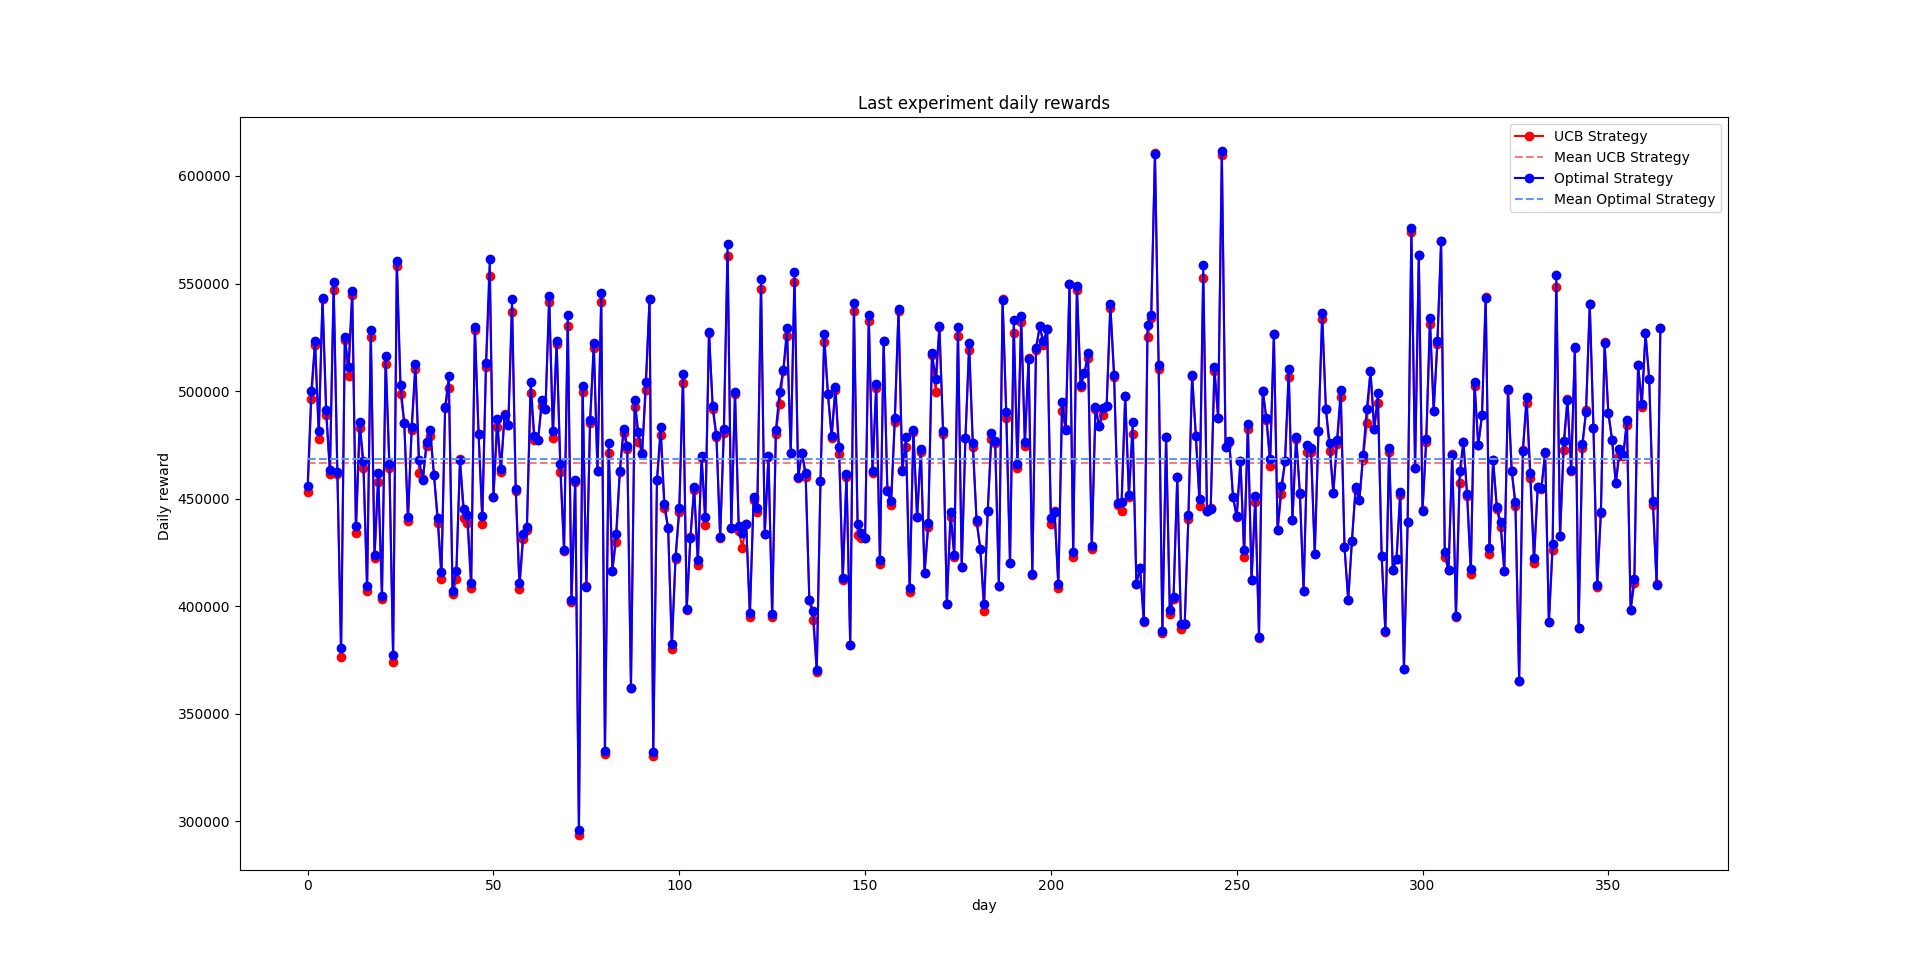 Last experiment daily rewards
UCB Strategy
Mean UCB Strategy
Optimal Strategy
Mean Optimal Strategy
600000
550000
500000
450000
400000
350000
300000
Daily reward
0 50 100 150 200 250 300 350
day